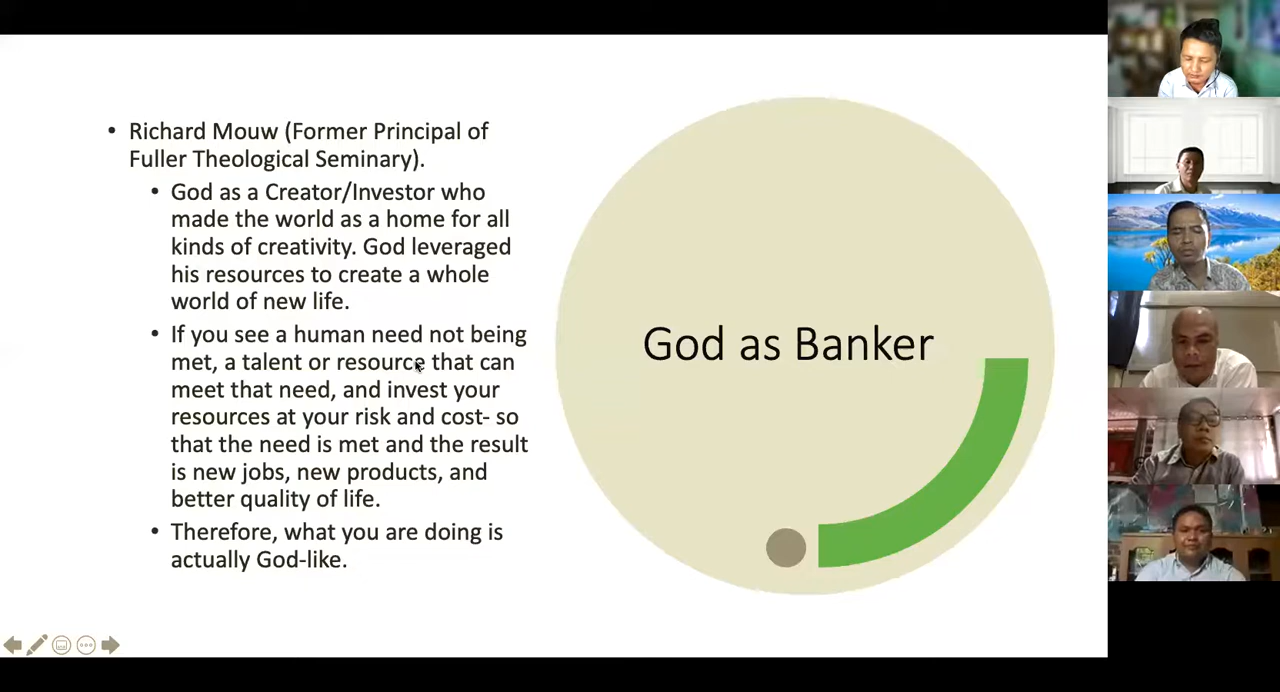 Richard Mouw (Former Principal of
Fuller Theological Seminary).
God as a Creator/Investor who
made the world as a home for all
kinds of creativity. God leveraged
his resources to create a whole
world of new life.
If you see a human need not being
met, a talent or resource that can
meet that need, and invest your
resources at your risk and cost- so
that the need is met and the result
is new jobs, new products, and
better quality of life.
Therefore, what you are doing is
actually God-like.
God as Banker